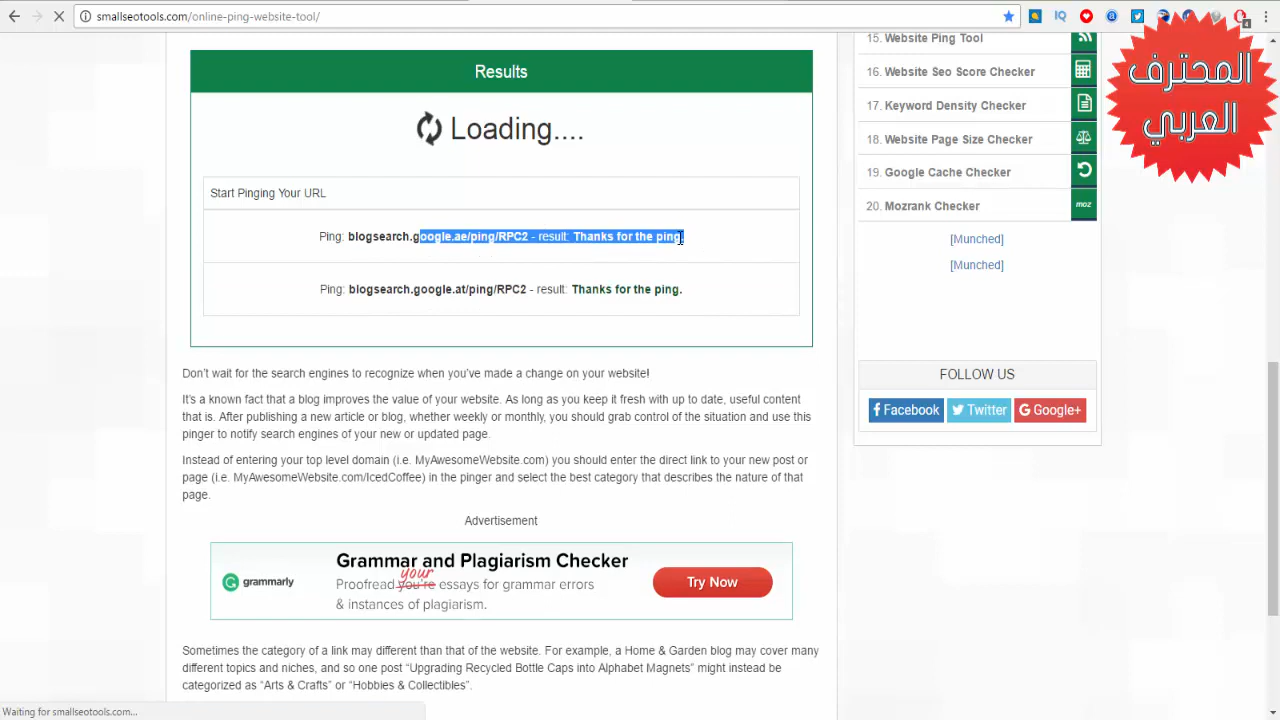 smallseotools.com/online-ping-website-tool/
4
15. Website Ping Tool
16. Website Seo Score Checker
17. Keyword Density Checker
18. Website Page Size Checker
19. Google Cache Checker
20. Mozrank Checker
moz
[Munched]
[Munched]
FOLLOW US
Facebook
Twitter
Google+
المحترف
العربي
Results
Loading....
Start Pinging Your URL
Ping: blogsearch.google.ae/ping/RPC2 - result: Thanks for the ping.
Ping: blogsearch.google.at/ping/RPC2 - result: Thanks for the ping.
Don't wait for the search engines to recognize when you've made a change on your website!
It's a known fact that a blog improves the value of your website. As long as you keep it fresh with up to date, useful content
that is. After publishing a new article or blog, whether weekly or monthly, you should grab control of the situation and use this
pinger to notify search engines of your new or updated page.
Instead of entering your top level domain (i.e. MyAwesomeWebsite.com) you should enter the direct link to your new post or
page (i.e. MyAwesomeWebsite.com/IcedCoffee) in the pinger and select the best category that describes the nature of that
page.
Advertisement
grammarly
Grammar and Plagiarism Checker
your
Proofread you're essays for grammar errors
& instances of plagiarism.
Try Now
Sometimes the category of a link may different than that of the website. For example, a Home & Garden blog may cover many
different topics and niches, and so one post “Upgrading Recycled Bottle Caps into Alphabet Magnets” might instead be
categorized as “Arts & Crafts” or “Hobbies & Collectibles”.
Waiting for smallseotools.com...